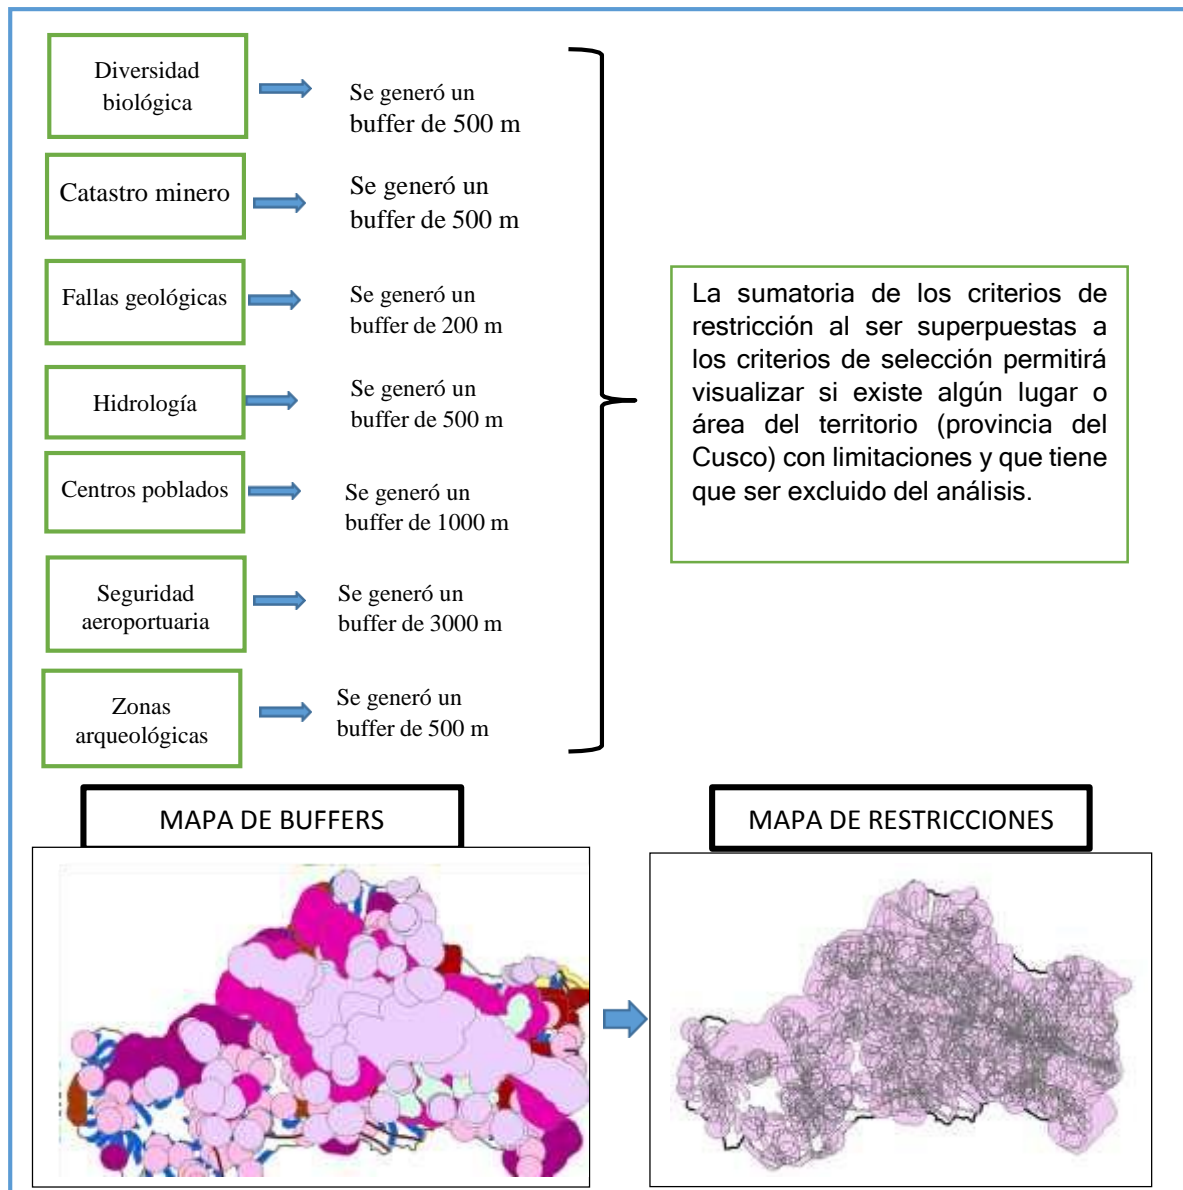 Diversidad
biológica
Se generó un
buffer de 500 m
Catastro minero
Se generó un
buffer de 500 m
Fallas geológicas
Se generó un
buffer de 200 m
Hidrología
Se generó un
buffer de 500 m
Centros poblados
Se generó un
buffer de 1000 m
Seguridad
aeroportuaria
Se generó un
buffer de 3000 m
Zonas
arqueológicas
Se generó un
buffer de 500 m
La sumatoria de los criterios de
restricción al ser superpuestas a
los criterios de selección permitirá
visualizar si existe algún lugar o
área del territorio (provincia del
Cusco) con limitaciones y que tiene
que ser excluido del análisis.
MAPA DE BUFFERS
MAPA DE RESTRICCIONES